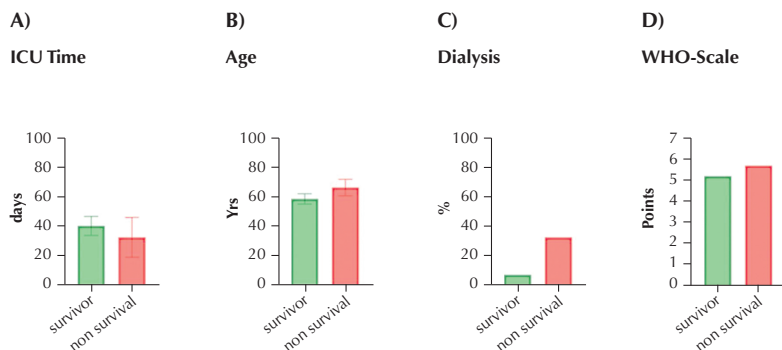 A)
ICU Time
100
80
60
40
20
0
days
survivor
non survival
B)
Age
100
80
60
40
20
0
Yrs
survivor
non survival
C)
Dialysis
100
80
60
40
20
0
%
survivor
non survival
D)
WHO-Scale
7
6
5
4
3
2
1
0
Points
survivor
non survival